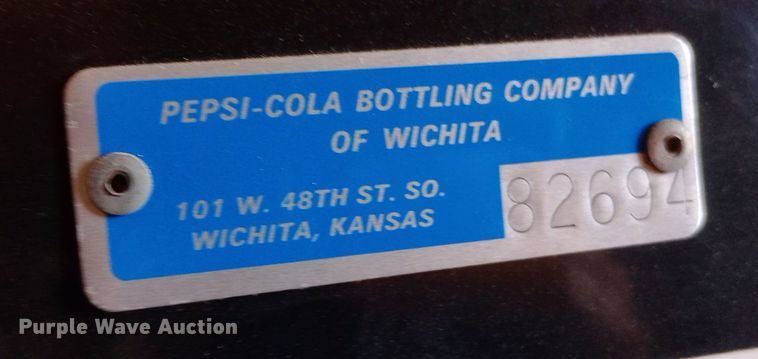 PEPSI-COLA BOTTLING COMPANY
OF WICHITA
101 W. 48TH ST. SO.
WICHITA, KANSAS
82694
Purple Wave Auction